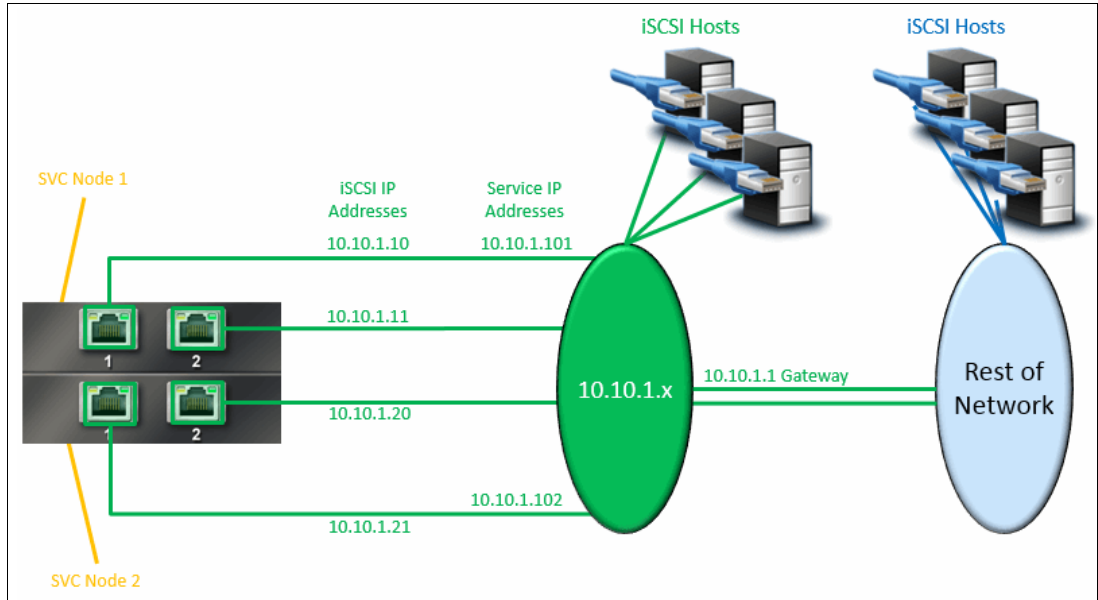 iSCSI Hosts
iSCSI Hosts
SVC Node 1
iSCSI IP
Addresses
Service IP
Addresses
10.10.1.10
10.10.1.101
10.10.1.11
1
2
10.10.1.x
10.10.1.1 Gateway
Rest of
Network
10.10.1.20
1
2
10.10.1.102
10.10.1.21
SVC Node 2